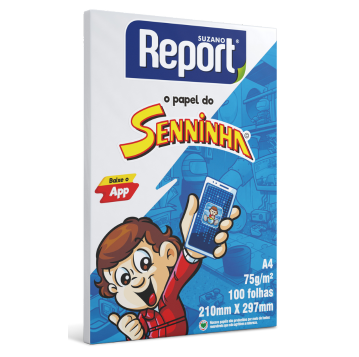 SUZANO
Report®
o papel do
SENNINHA
Baixe o
App
A4
75g/m²
100 folhas
210mm X 297mm